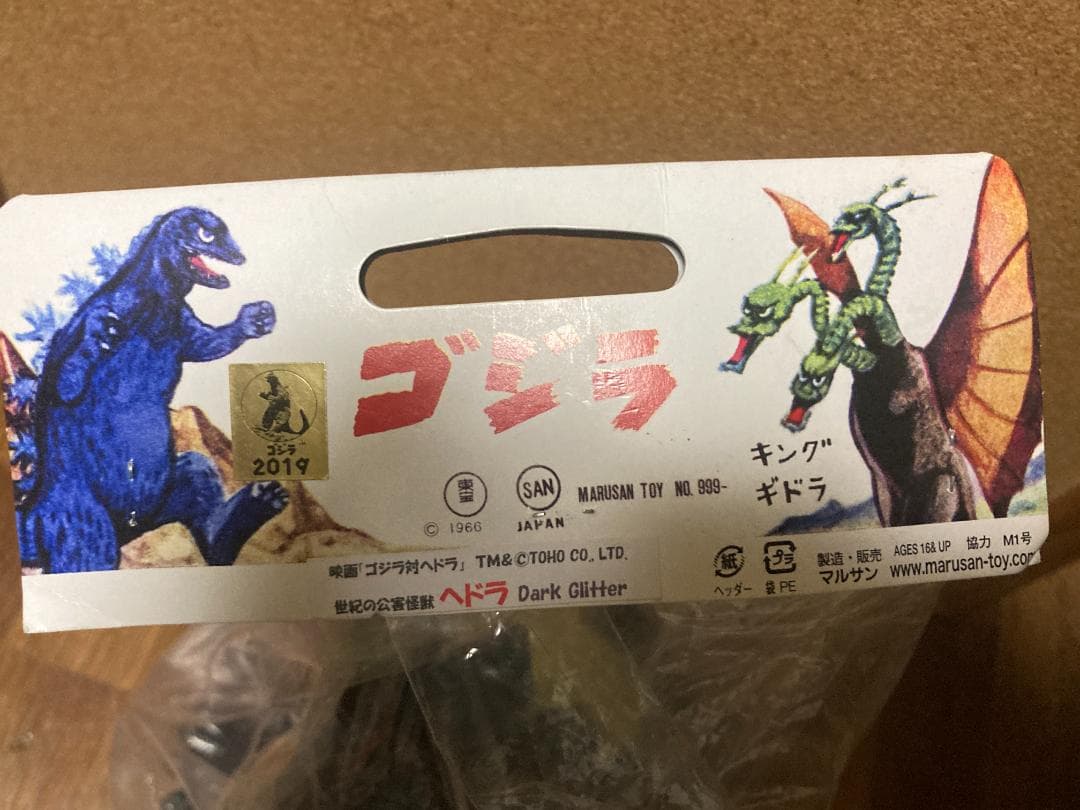 ゴジラ
ゴジラ
2019
東宝
© 1966
SAN
JAPAN
MARUSAN TOY NO. 999-
キング
ギドラ
映画「ゴジラ対ヘドラ」 TM&©TOHO CO., LTD.
世紀の公害怪獣 ヘドラ Dark Glitter
紙
ヘッダー
プラ
袋 PE
製造・販売
マルサン
AGES 16& UP 協力 M1号
www.marusan-toy.com